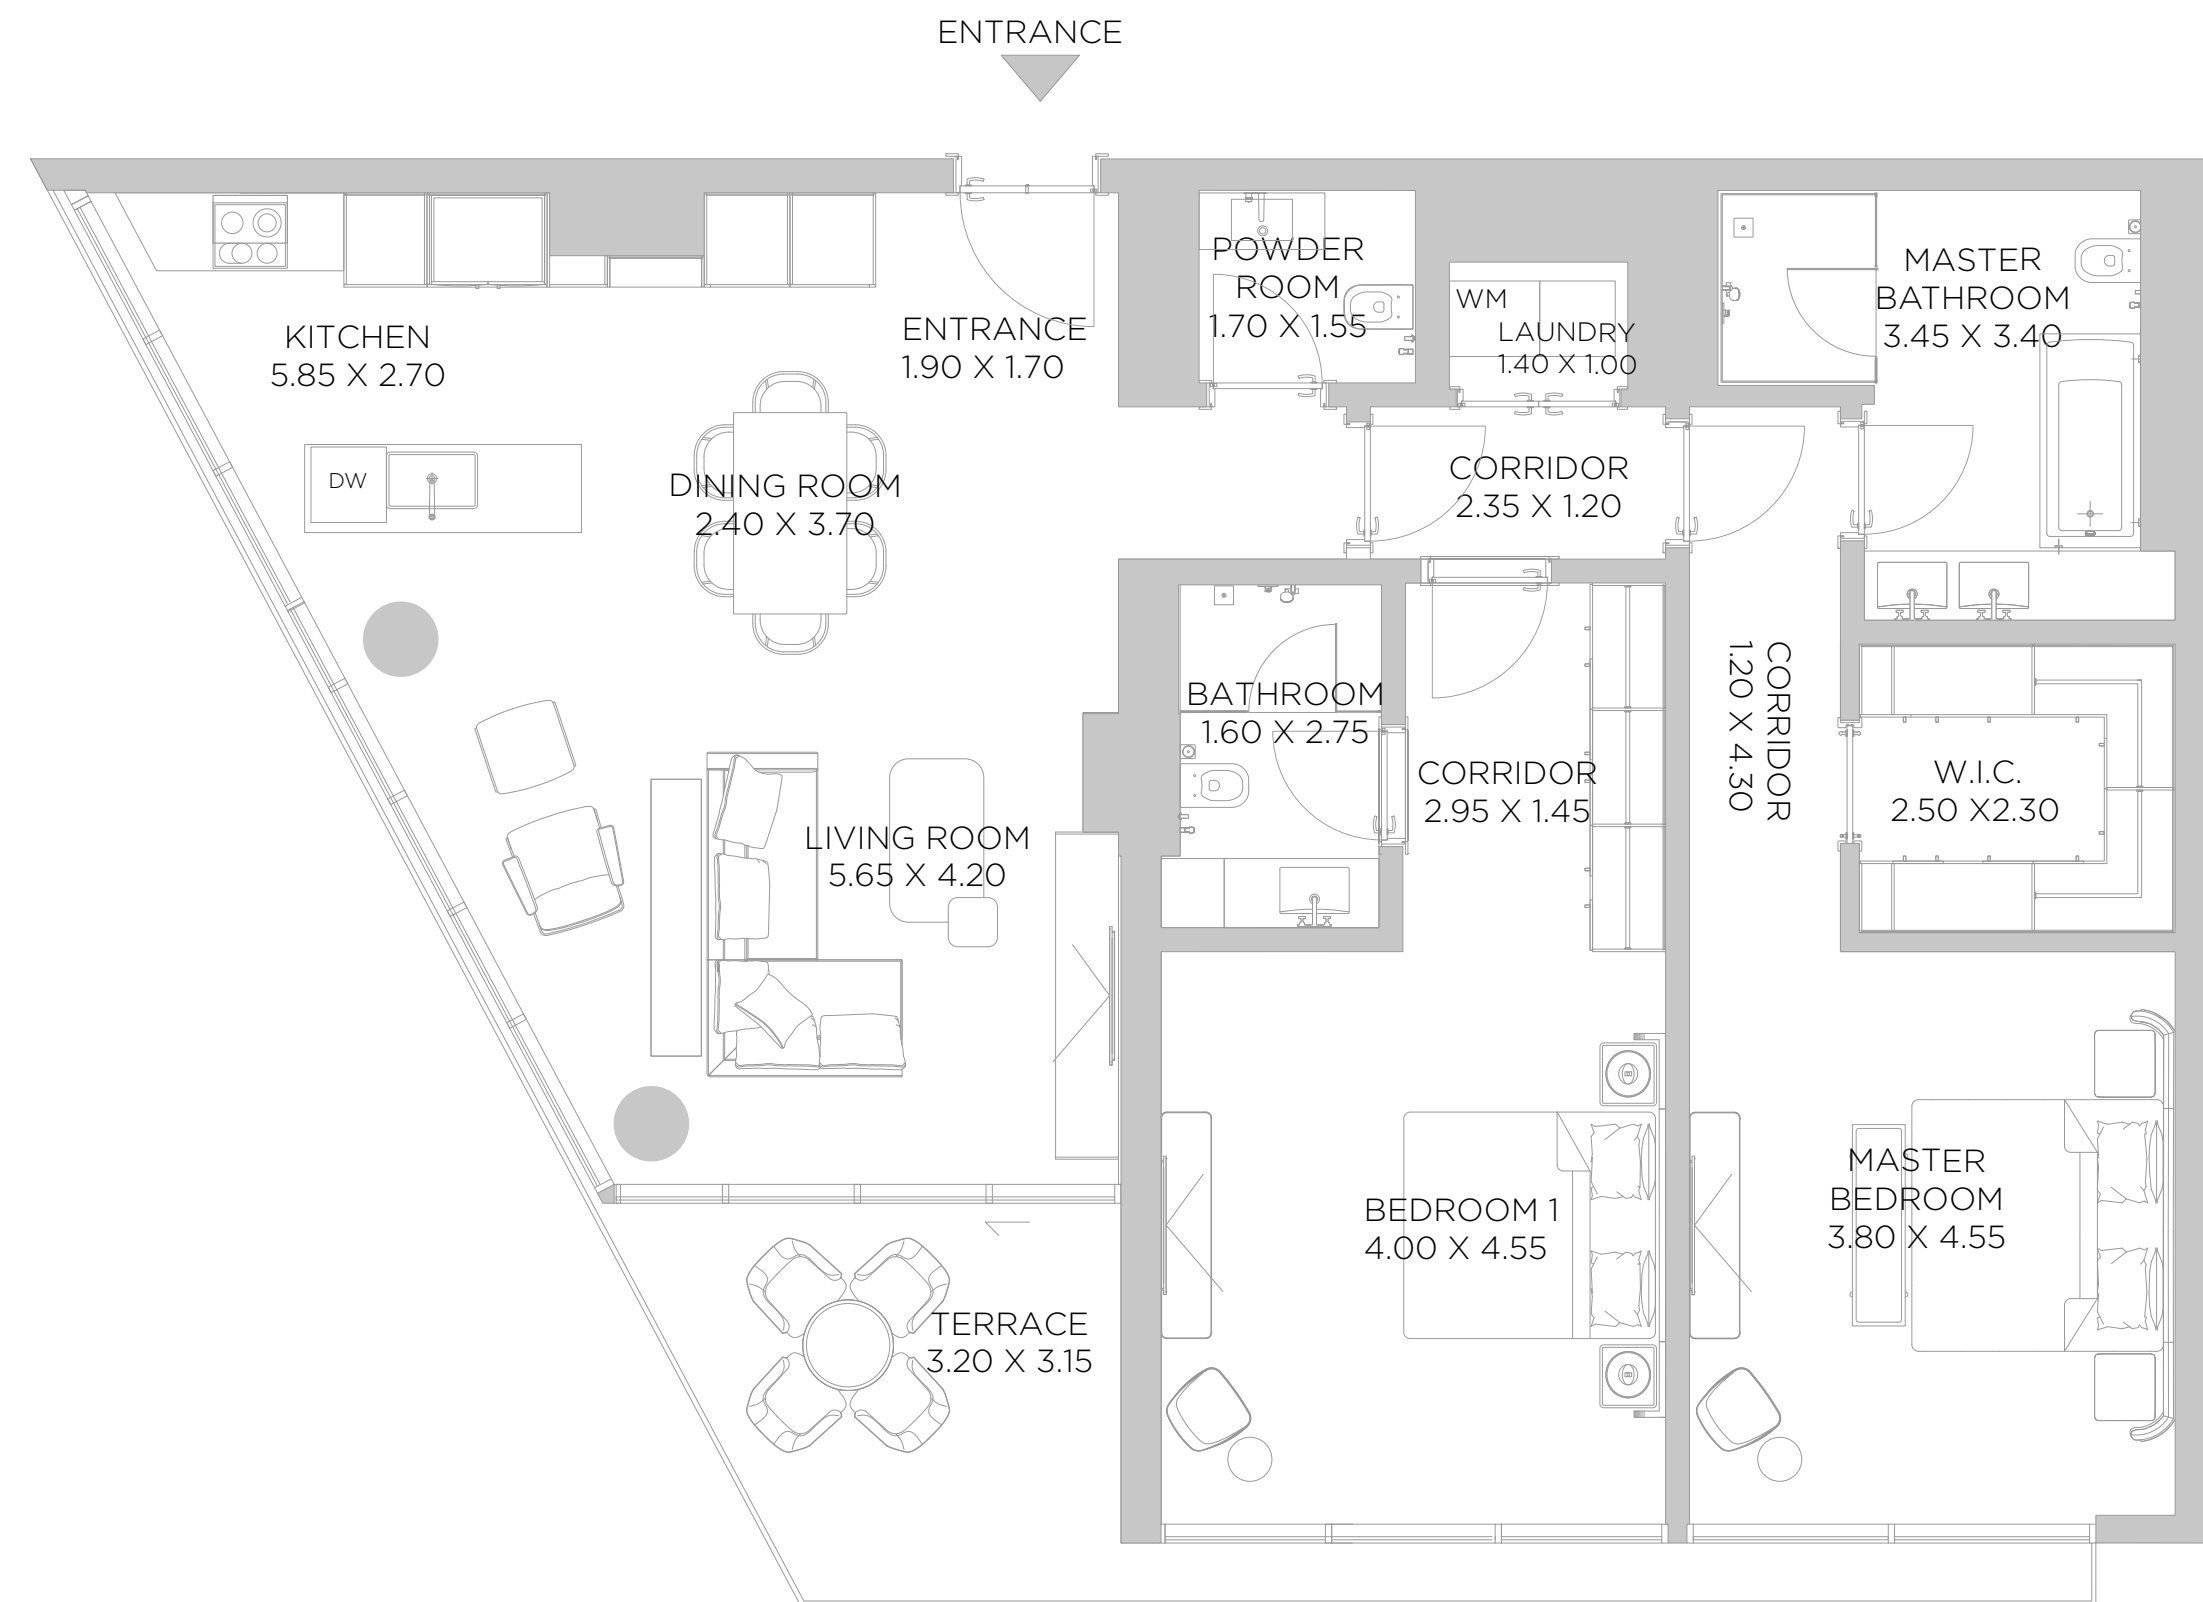 ENTRANCE
POWDER
ROOM
1.70 X 1.55
WM
LAUNDRY
1.40 X 1.00
MASTER
BATHROOM
3.45 X 3.40
KITCHEN
5.85 X 2.70
ENTRANCE
1.90 X 1.70
DW
DINING ROOM
2.40 X 3.70
CORRIDOR
2.35 X 1.20
BATHROOM
1.60 X 2.75
CORRIDOR
2.95 X 1.45
CORRIDOR
1.20 X 4.30
W.I.C.
2.50 X2.30
LIVING ROOM
5.65 X 4.20
BEDROOM 1
4.00 X 4.55
MASTER
BEDROOM
3.80 X 4.55
TERRACE
3.20 X 3.15